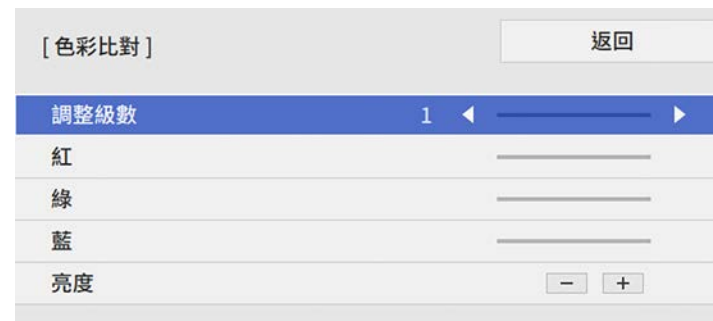 [ 色彩比對 ]
返回
調整級數 1
紅
綠
藍
亮度 − +